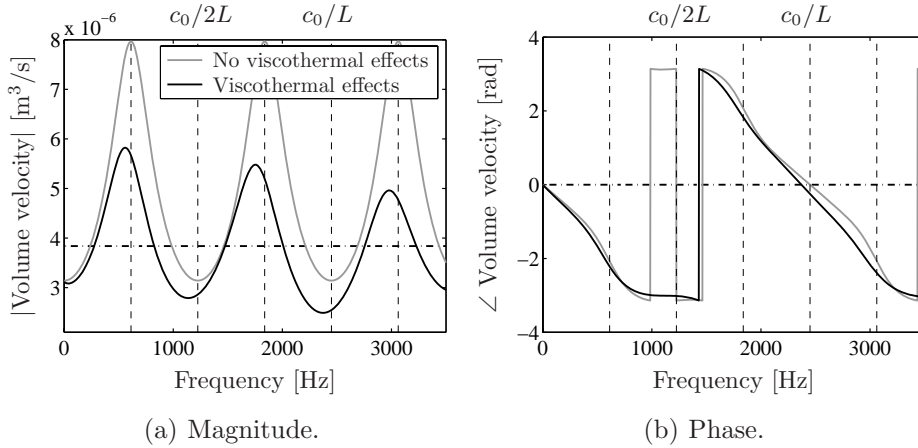 c₀/2L c₀/L
8 x 10⁻⁶
7
6
5
4
3
|Volume velocity| [m³/s]
No viscothermal effects
Viscothermal effects
0 1000 2000 3000
Frequency [Hz]
(a) Magnitude.
c₀/2L c₀/L
4
2
0
−2
−4
∠ Volume velocity [rad]
0 1000 2000 3000
Frequency [Hz]
(b) Phase.